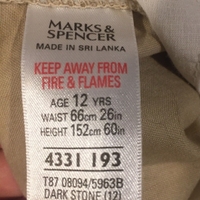 MARKS &
SPENCER
MADE IN SRI LANKA
KEEP AWAY FROM
FIRE & FLAMES
AGE 12 YRS
WAIST 66cm 26in
HEIGHT 152cm 60in
4331 193
T87 08094/5963B
DARK STONE (12)